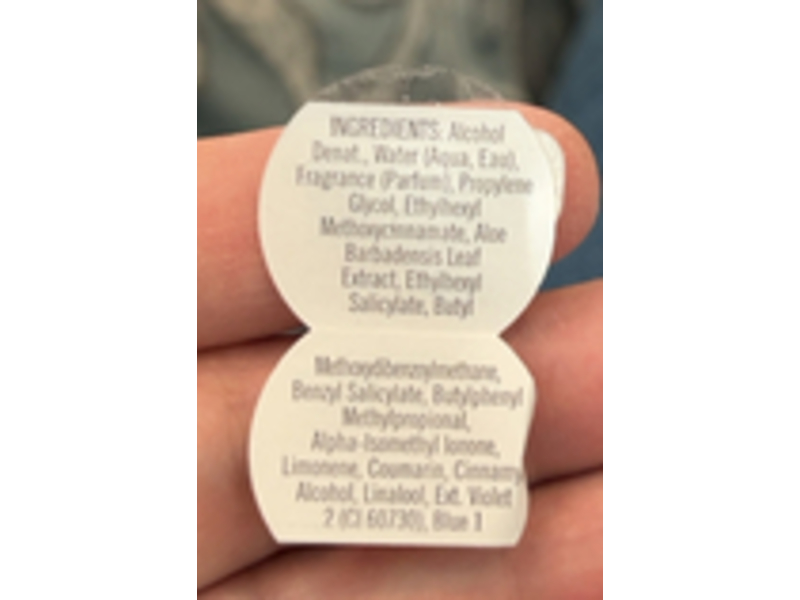 INGREDIENTS: Alcohol
Denat., Water (Aqua, Eau),
Fragrance (Parfum), Propylene
Glycol, Ethylhexyl
Methoxycinnamate, Aloe
Barbadensis Leaf
Extract, Ethylhexyl
Salicylate, Butyl
Methoxydibenzoylmethane,
Benzyl Salicylate, Butylphenyl
Methylpropional,
Alpha-Isomethyl Ionone,
Limonene, Coumarin, Cinnamy
Alcohol, Linalool, Ext. Violet
2 (CI 60730), Blue 1